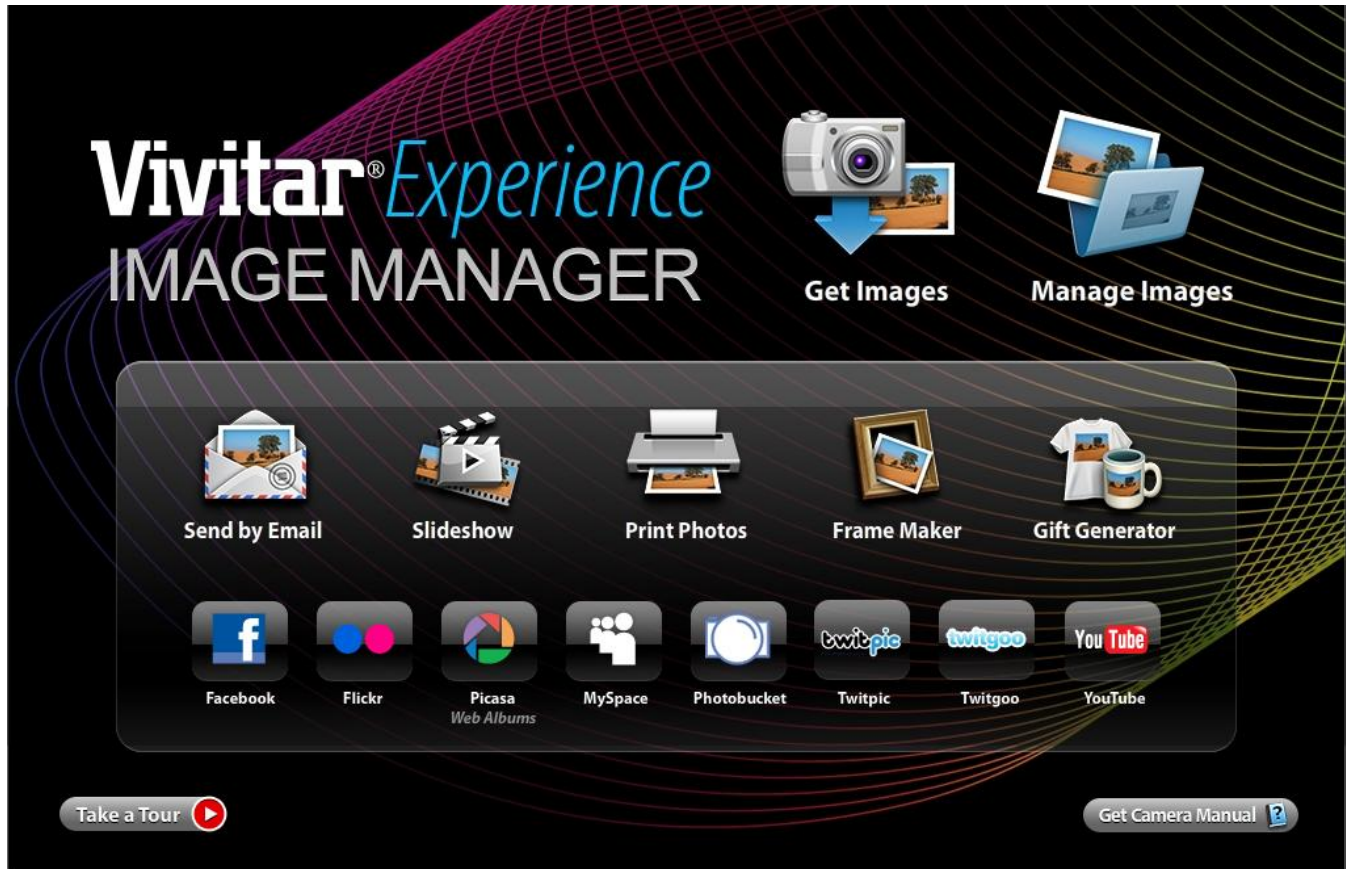 Vivitar® Experience
IMAGE MANAGER
Get Images
Manage Images
Send by Email
Slideshow
Print Photos
Frame Maker
Gift Generator
f
twitpic
twitgoo
You Tube
Facebook
Flickr
Picasa
Web Albums
MySpace
Photobucket
Twitpic
Twitgoo
YouTube
Take a Tour
Get Camera Manual ?